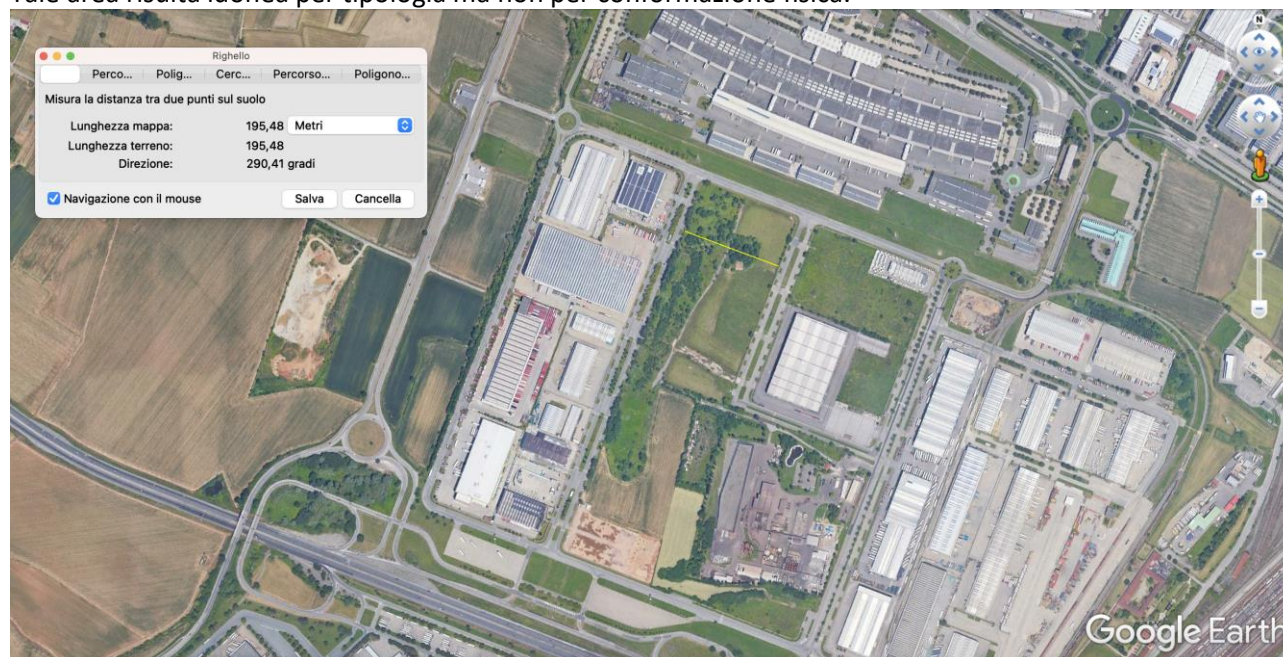 Tale area risulta idonea per tipologia ma non per conformazione fisica.
Righello
Perco... Polig... Cerc... Percorso... Poligono...
Misura la distanza tra due punti sul suolo
Lunghezza mappa: 195,48 Metri
Lunghezza terreno: 195,48
Direzione: 290,41 gradi
Navigazione con il mouse Salva Cancella
N
Google Earth